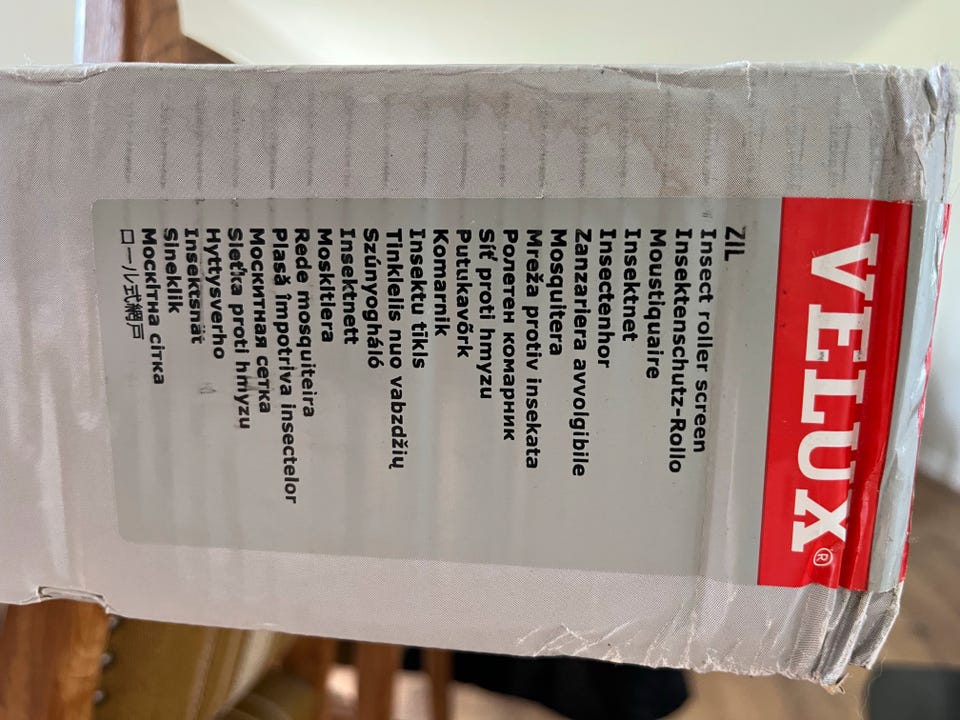 VELUX®
ZIL
Insect roller screen
Insektenschutz-Rollo
Moustiquaire
Insektnet
Insectenhor
Zanzariera avvolgibile
Mosquitera
Mreža protiv insekata
Ролетен комарник
Síť proti hmyzu
Putukavõrk
Komarnik
Insektu tīkls
Tinklelis nuo vabzdžių
Szúnyogháló
Insektnett
Moskitiera
Rede mosquiteira
Plasă împotriva insectelor
Москитная сетка
Sieťka proti hmyzu
Hyttysverho
Insektsnät
Sineklik
Москітна сітка
ロール式網戸